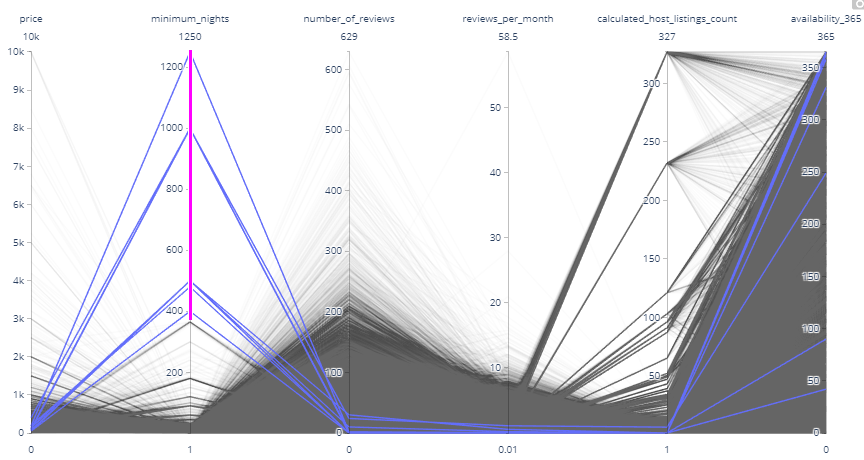 price minimum_nights number_of_reviews reviews_per_month calculated_host_listings_count availability_365
10k 1250 629 58.5 327 365
10k
9k
8k
7k
6k
5k
4k
3k
2k
1k
0
1200
1000
800
600
400
200
600
500
400
300
200
100
0
50
40
30
20
10
300
250
200
150
100
50
350
300
250
200
150
100
50
0
0 1 0 0.01 1 0